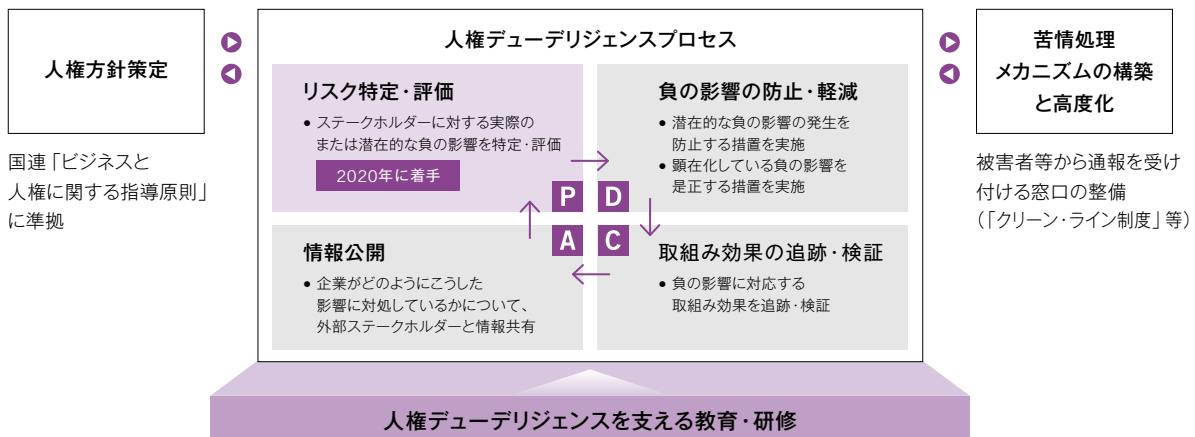 人権方針策定
国連「ビジネスと
人権に関する指導原則」
に準拠
人権デューデリジェンスプロセス
リスク特定・評価
• ステークホルダーに対する実際の
または潜在的な負の影響を特定・評価
2020年に着手
P
負の影響の防止・軽減
• 潜在的な負の影響の発生を
防止する措置を実施
• 顕在化している負の影響を
是正する措置を実施
D
情報公開
• 企業がどのようにこうした
影響に対処しているかについて、
外部ステークホルダーと情報共有
A
取組み効果の追跡・検証
• 負の影響に対応する
取組み効果を追跡・検証
C
苦情処理
メカニズムの構築
と高度化
被害者等から通報を受け
付ける窓口の整備
（「クリーン・ライン制度」等）
人権デューデリジェンスを支える教育・研修